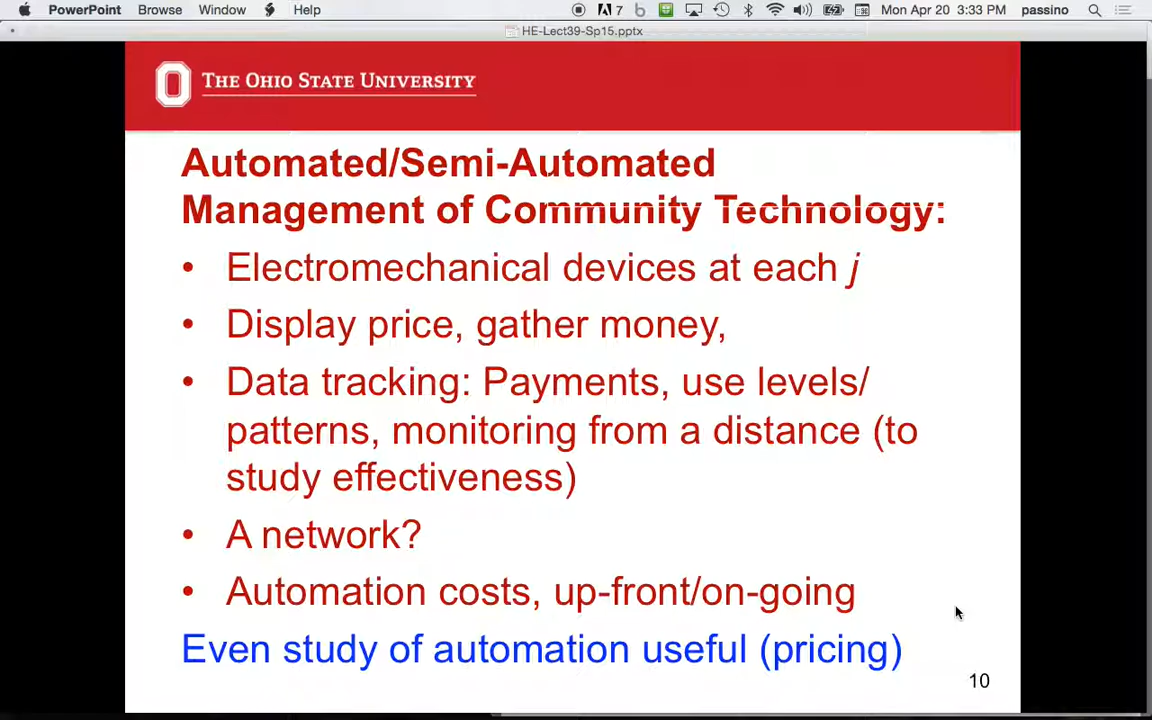 PowerPoint Browse Window Help 7 Mon Apr 20 3:33 PM passino
HE-Lect39-Sp15.pptx
THE OHIO STATE UNIVERSITY
Automated/Semi-Automated
Management of Community Technology:
• Electromechanical devices at each j
• Display price, gather money,
• Data tracking: Payments, use levels/
patterns, monitoring from a distance (to
study effectiveness)
• A network?
• Automation costs, up-front/on-going
Even study of automation useful (pricing)
10